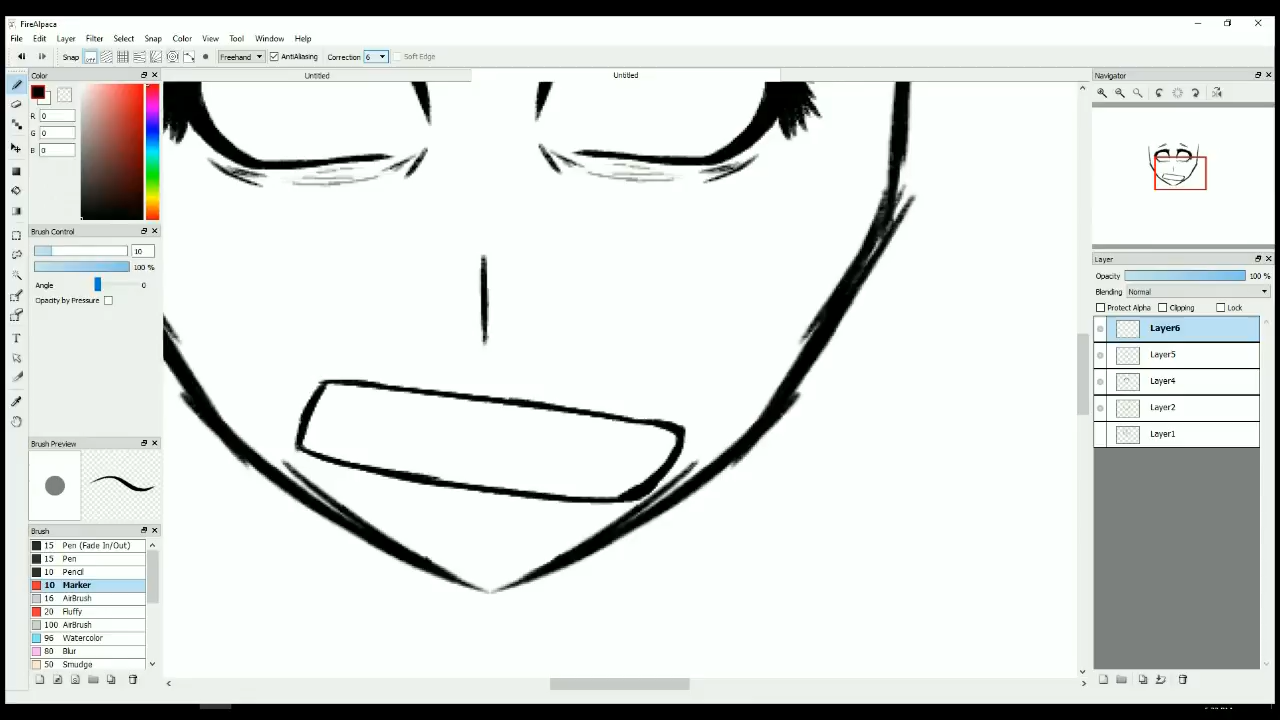 FireAlpaca
File Edit Layer Filter Select Snap Color View Tool Window Help
Snap Freehand AntiAliasing Correction 6 Soft Edge
Color
R 0
G 0
B 0
Brush Control
10
100 %
Angle 0
Opacity by Pressure
Brush Preview
Brush
15 Pen (Fade In/Out)
15 Pen
10 Pencil
10 Marker
16 AirBrush
20 Fluffy
100 AirBrush
96 Watercolor
80 Blur
50 Smudge
Untitled Untitled
Navigator
Layer
Opacity 100 %
Blending Normal
Protect Alpha Clipping Lock
Layer6
Layer5
Layer4
Layer2
Layer1